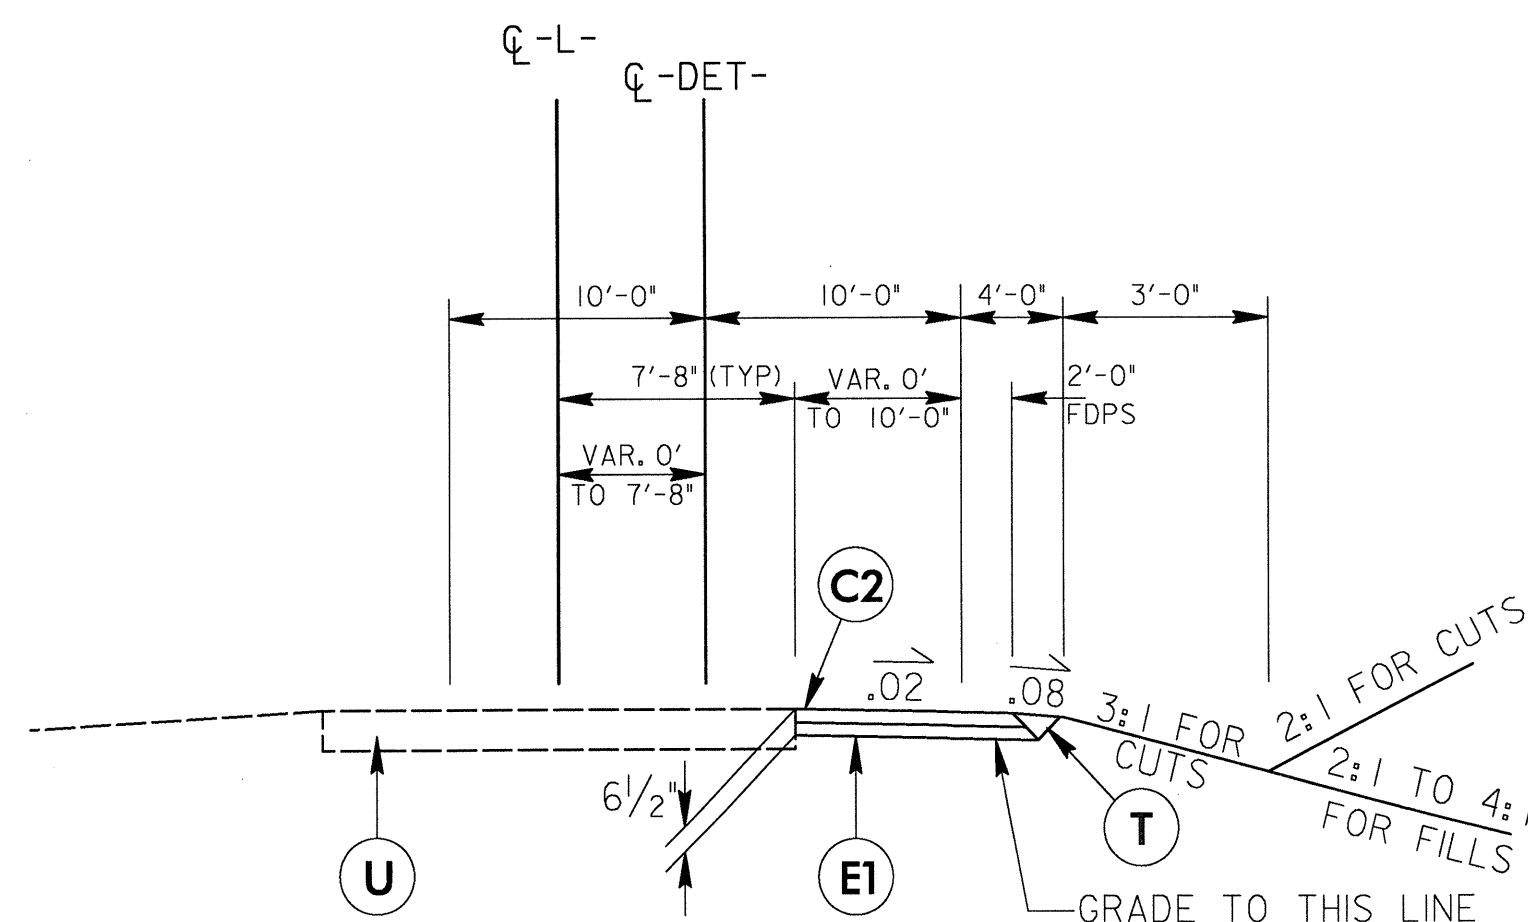 ℄ -L-
℄ -DET-
10'-0"
10'-0"
4'-0"
3'-0"
7'-8" (TYP)
VAR. 0'
TO 10'-0"
2'-0"
FDPS
VAR. 0'
TO 7'-8"
C2
.02
.08
3:1 FOR
CUTS
2:1 FOR CUTS
2:1 TO 4:1
FOR FILLS
6 1/2"
T
U
E1
GRADE TO THIS LINE